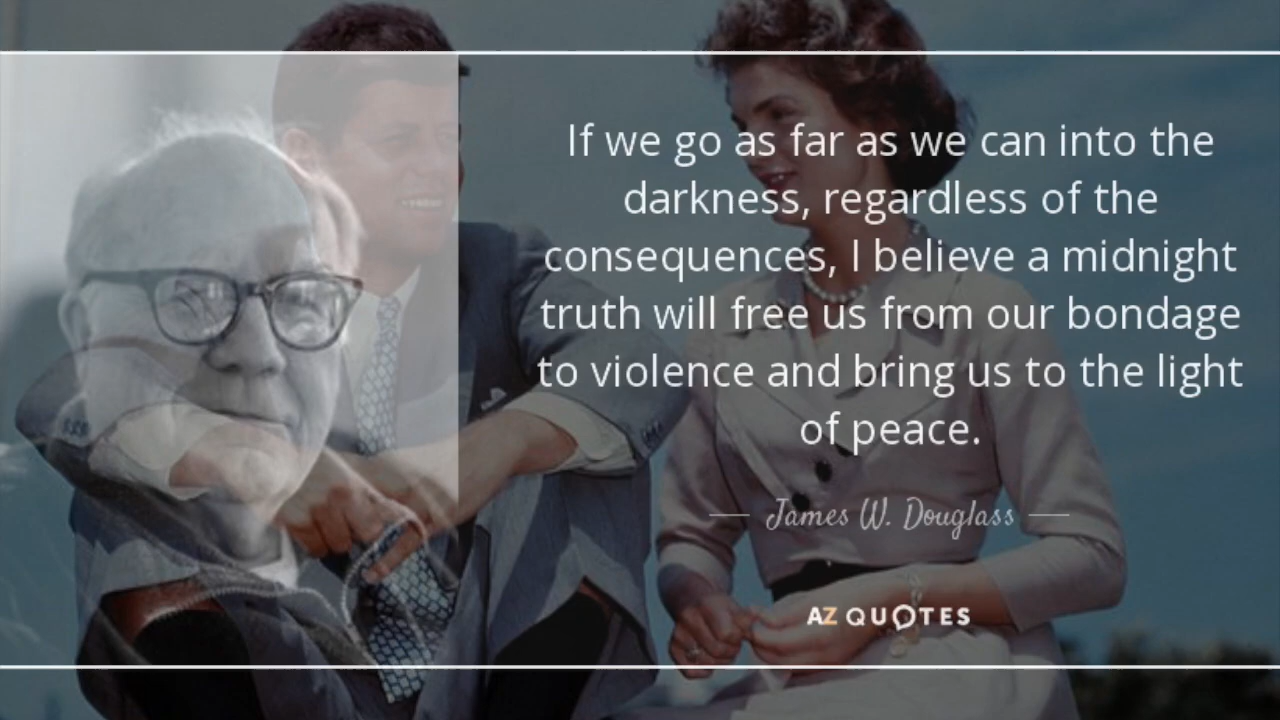 If we go as far as we can into the
darkness, regardless of the
consequences, I believe a midnight
truth will free us from our bondage
to violence and bring us to the light
of peace.
James W. Douglass
AZ QUOTES